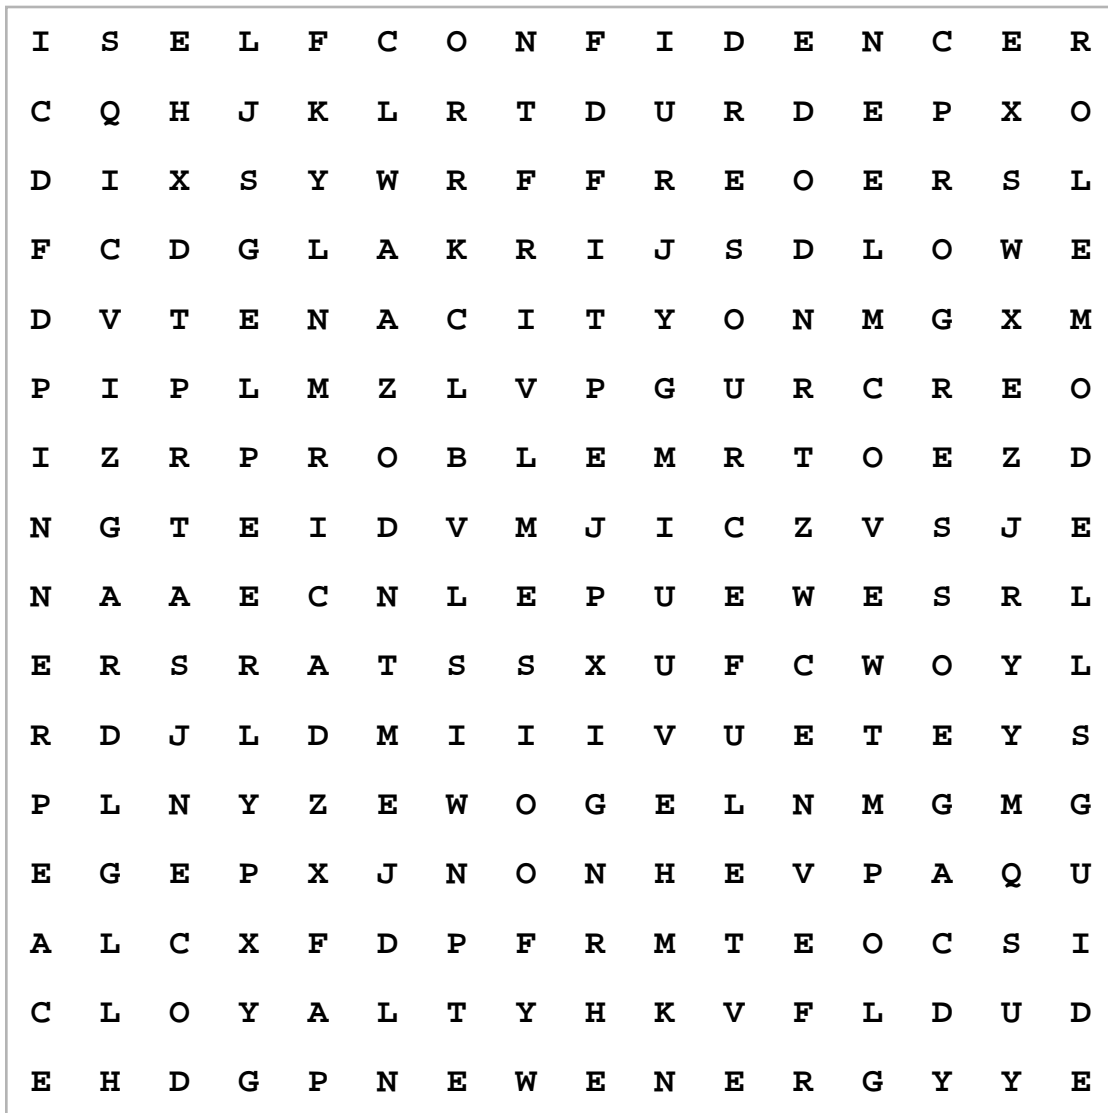 I S E L F C O N F I D E N C E R
C Q H J K L R T D U R D E P X O
D I X S Y W R F F R E O E R S L
F C D G L A K R I J S D L O W E
D V T E N A C I T Y O N M G X M
P I P L M Z L V P G U R C R E O
I Z R P R O B L E M R T O E Z D
N G T E I D V M J I C Z V S J E
N A A E C N L E P U E W E S R L
E R S R A T S S X U F C W O Y L
R D J L D M I I I V U E T E Y S
P L N Y Z E W O G E L N M G M G
E G E P X J N O N H E V P A Q U
A L C X F D P F R M T E O C S I
C L O Y A L T Y H K V F L D U D
E H D G P N E W E N E R G Y Y E